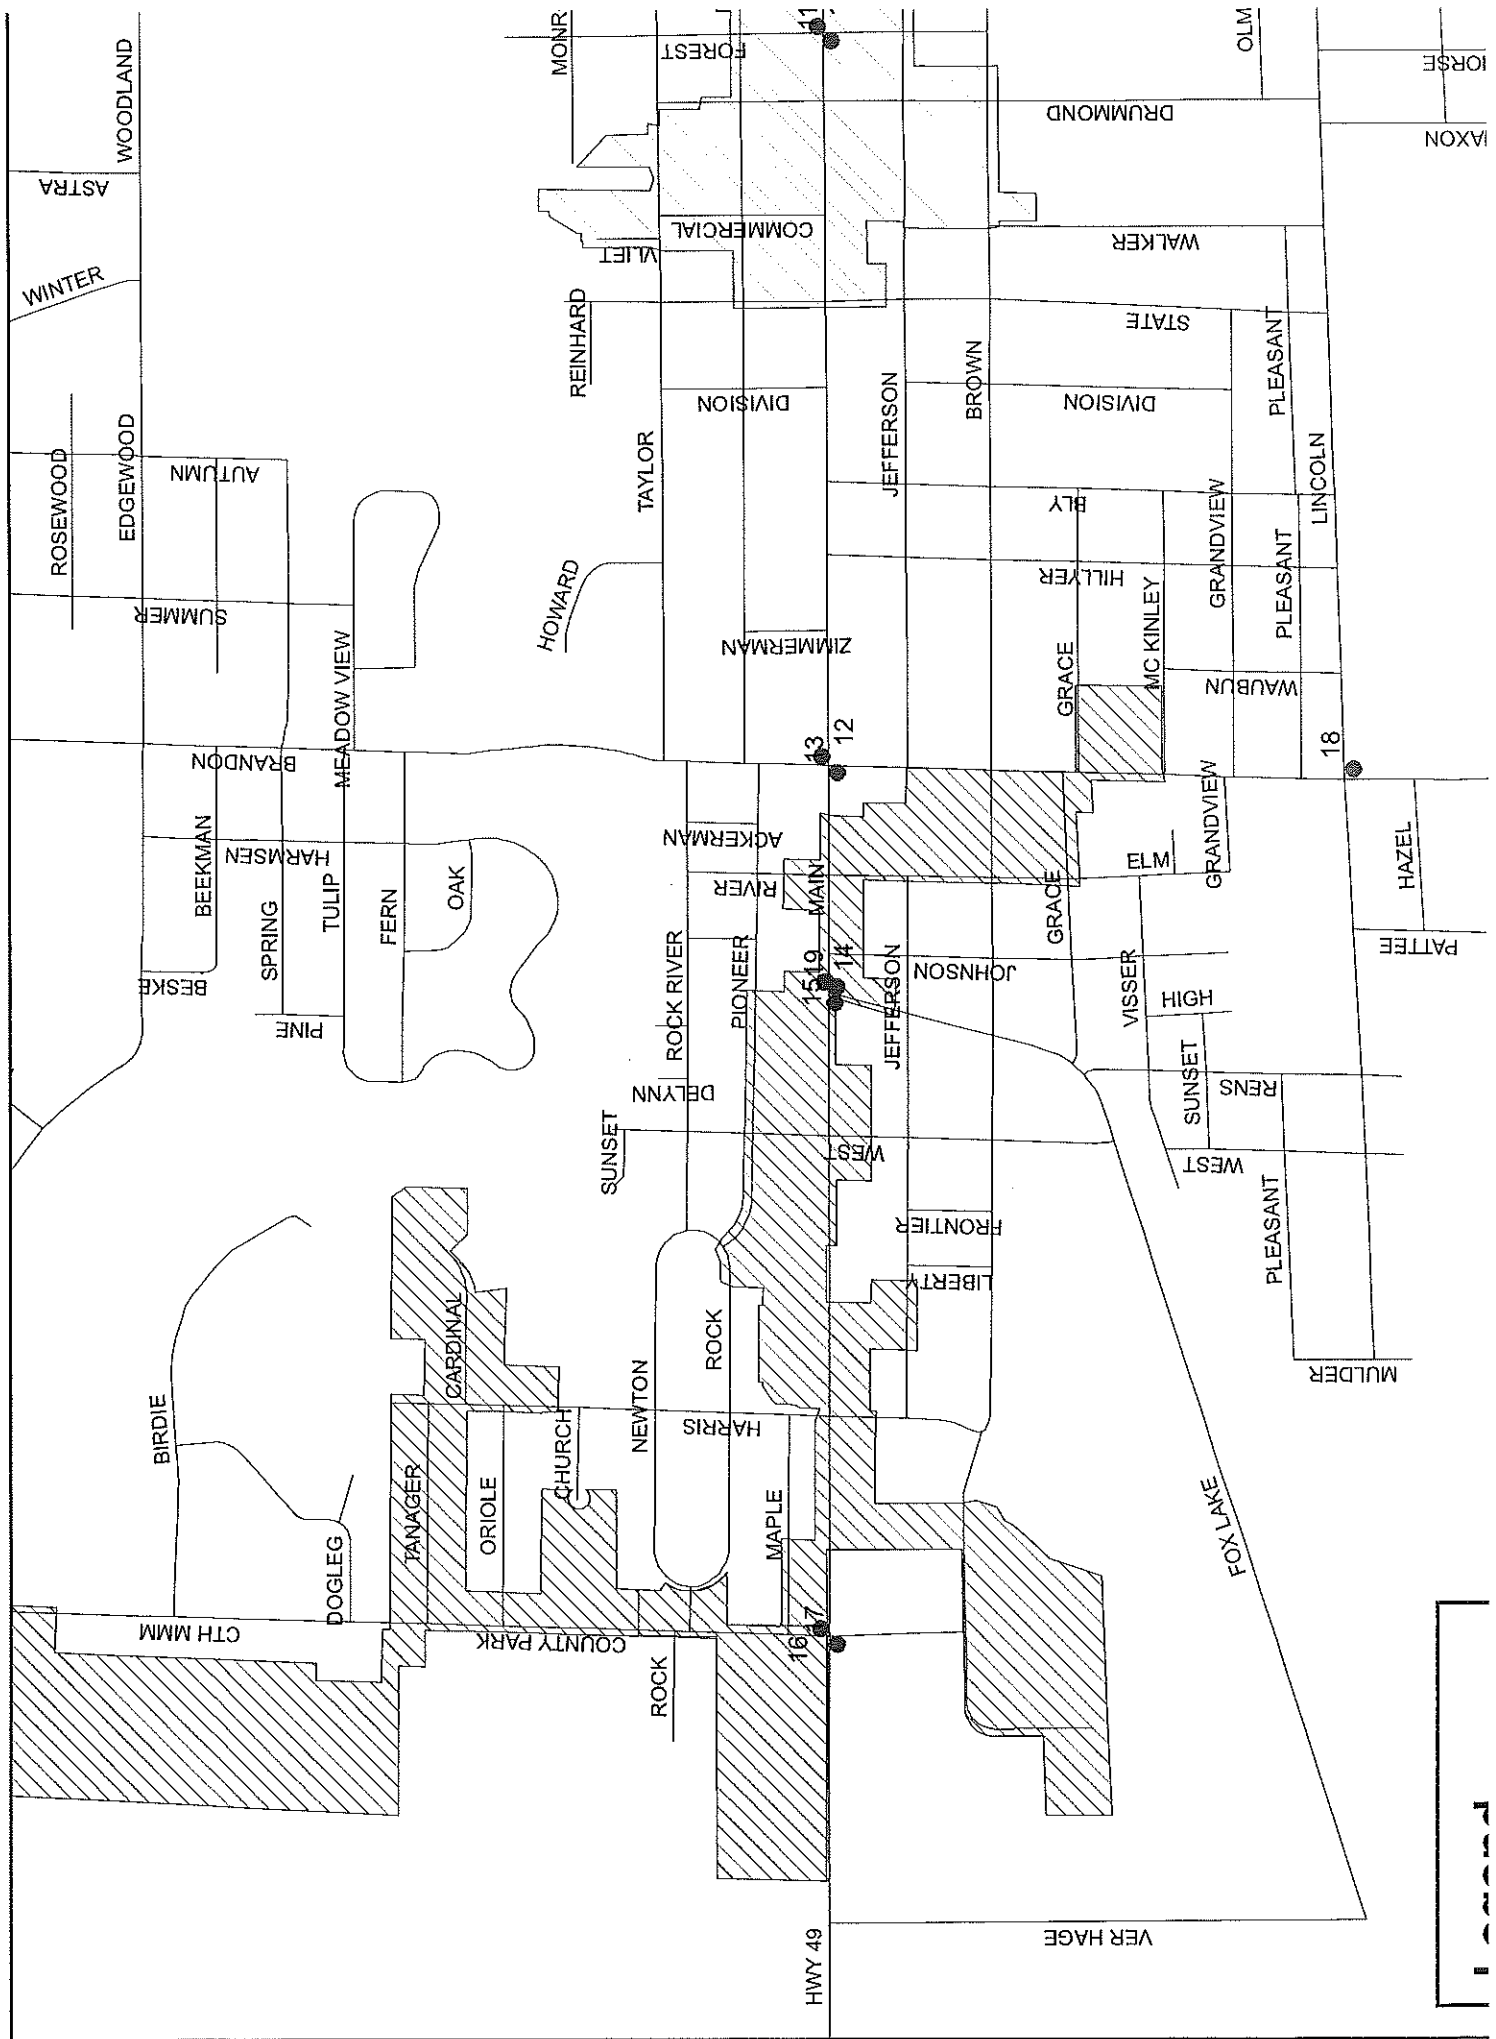 WOODLAND
ASTRA
WINTER
ROSEWOOD
EDGEWOOD
AUTUMN
SUMMER
MEADOW VIEW
BRANDON
BEEKMAN
HARMSEN
SPRING
TULIP
FERN
OAK
BESKE
PINE
BIRDIE
DOGLEG
CTH MMM
MONR
FOREST
11
DRUMMOND
OLM
COMMERCIAL
VLIET
WALKER
REINHARD
STATE
TAYLOR
DIVISION
JEFFERSON
BROWN
DIVISION
PLEASANT
LINCOLN
HOWARD
ZIMMERMAN
BLY
HILLYER
GRANDVIEW
PLEASANT
MC KINLEY
GRACE
WAUBUN
13
12
18
ACKERMAN
RIVER
MAIN
ELM
GRANDVIEW
HAZEL
PATTEE
ROCK RIVER
PIONEER
15
19
14
JEFFERSON
JOHNSON
GRACE
VISSER
HIGH
SUNSET
RENS
DELYNN
SUNSET
WEST
WEST
PLEASANT
MULDER
FRONTIER
LIBERTY
CARDINAL
TANAGER
ORIOLE
CHURCH
NEWTON
ROCK
HARRIS
MAPLE
COUNTY PARK
ROCK
16
17
FOX LAKE
HWY 49
VER HAGE